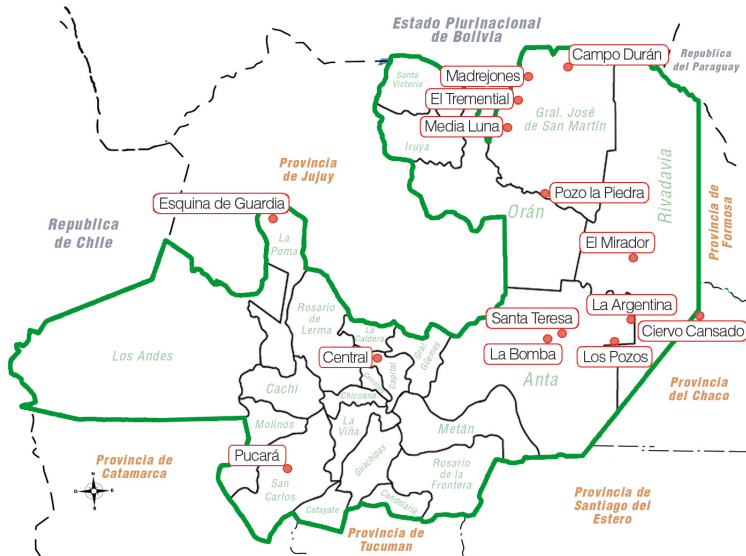 Estado Plurinacional
de Bolivia
Campo Durán
Republica
del Paraguay
Santa
Victoria
Madrejones
El Tremential
Gral. José
de San Martín
Media Luna
Iruya
Provincia
de Jujuy
Pozo la Piedra
Rivadavia
Provincia de
Formosa
Esquina de Guardia
Orán
Republica
de Chile
La
Poma
El Mirador
La Argentina
Rosario
de
Lerma
Santa Teresa
Ciervo Cansado
La
Caldera
Gral.
Güemes
Los Andes
Central
La Bomba
Los Pozos
Capital
Cerrillos
Cachi
Chicoana
Anta
Provincia
del Chaco
Molinos
La
Viña
Metán
Provincia de
Catamarca
Pucará
Guachipas
Rosario
de la
Frontera
San
Carlos
N
O
E
S
Candelaria
Cafayate
Provincia de
Santiago del
Estero
Provincia de
Tucuman